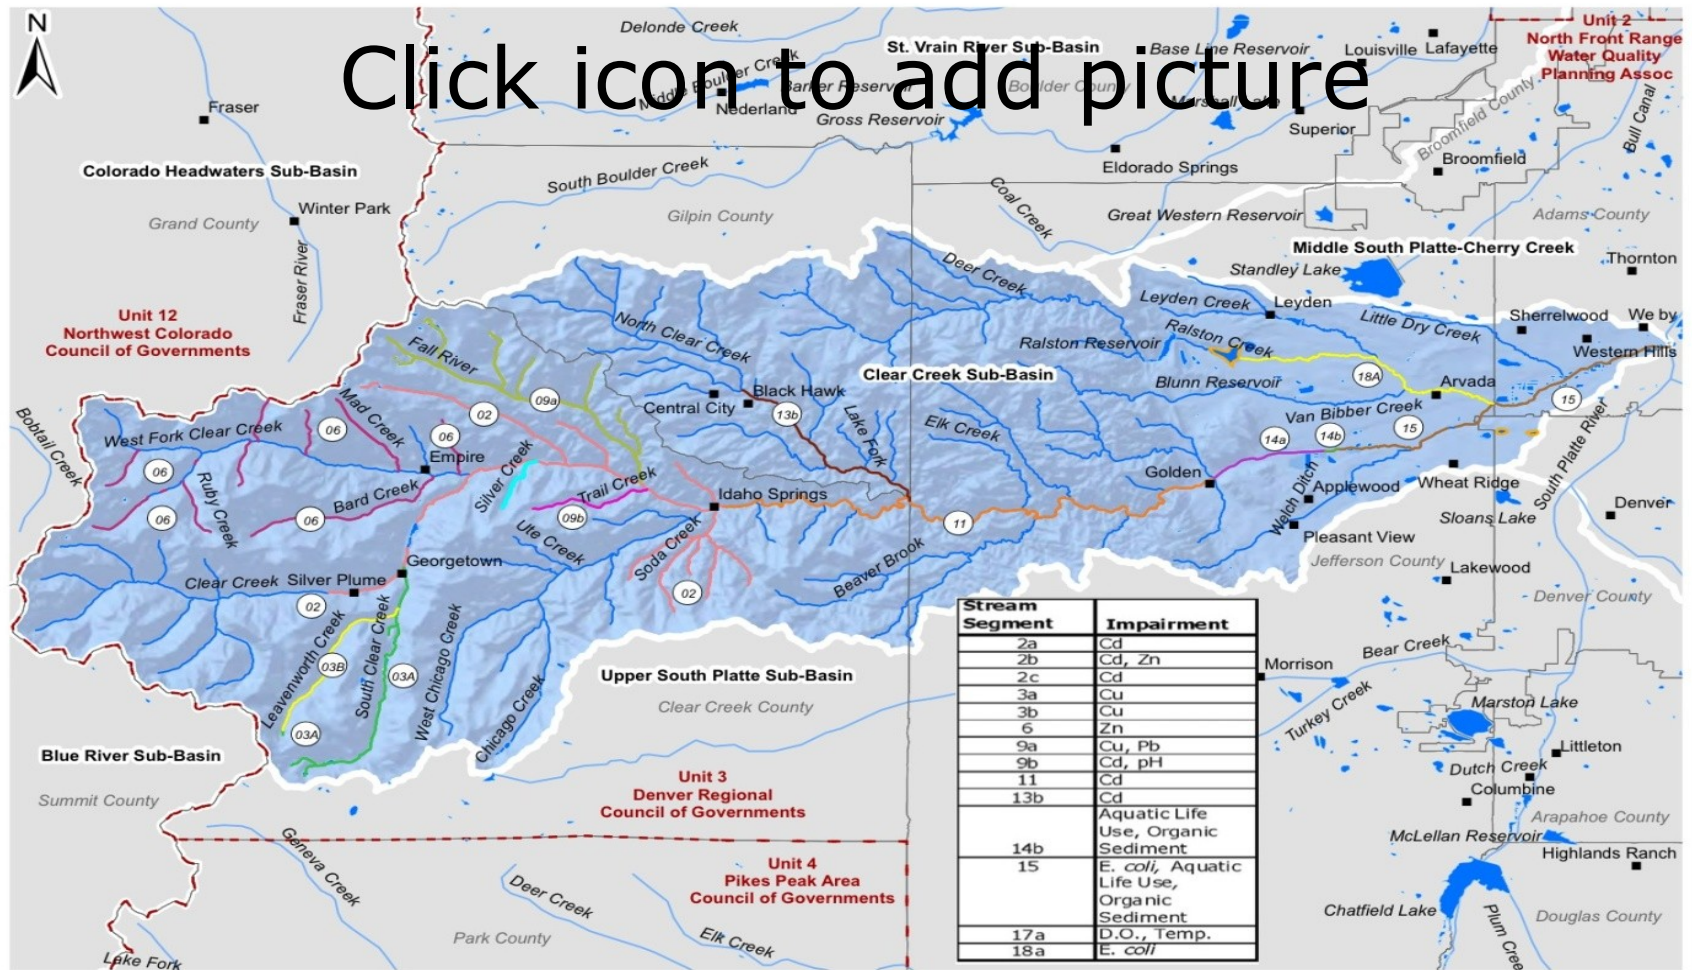 N
Delonde Creek
St. Vrain River Sub-Basin
Base Line Reservoir
Louisville
Lafayette
Unit 2
North Front Range
Water Quality
Planning Assoc
Click icon to add picture
Middle Boulder Creek
Barker Reservoir
Boulder County
Marshall Lake
Fraser
Nederland
Gross Reservoir
Superior
Broomfield County
Bull Canal
Eldorado Springs
Broomfield
Colorado Headwaters Sub-Basin
South Boulder Creek
Coal Creek
Winter Park
Grand County
Gilpin County
Great Western Reservoir
Adams County
Fraser River
Middle South Platte-Cherry Creek
Thornton
Deer Creek
Standley Lake
Leyden Creek
Leyden
Unit 12
Northwest Colorado
Council of Governments
North Clear Creek
Little Dry Creek
Sherrelwood
We by
Fall River
Ralston Reservoir
Ralston Creek
Western Hills
Clear Creek Sub-Basin
18A
Blunn Reservoir
Arvada
Mad Creek
02
09a
Black Hawk
Central City
13b
Lake Fork
Elk Creek
Van Bibber Creek
15
14a
14b
15
Bobtail Creek
West Fork Clear Creek
06
06
Empire
06
Ruby Creek
Bard Creek
Silver Creek
Trail Creek
Idaho Springs
Golden
Welch Ditch
Applewood
Wheat Ridge
South Platte River
Denver
06
06
09b
Ute Creek
11
Sloans Lake
Pleasant View
Jefferson County
Georgetown
Soda Creek
Beaver Brook
Lakewood
Clear Creek
Silver Plume
02
02
Denver County
Leavenworth Creek
South Clear Creek
West Chicago Creek
Chicago Creek
03B
03A
03A
Upper South Platte Sub-Basin
Clear Creek County
Morrison
Bear Creek
Turkey Creek
Marston Lake
Blue River Sub-Basin
Summit County
Littleton
Dutch Creek
Columbine
Arapahoe County
McLellan Reservoir
Highlands Ranch
Unit 3
Denver Regional
Council of Governments
Geneva Creek
Unit 4
Pikes Peak Area
Council of Governments
Deer Creek
Elk Creek
Park County
Lake Fork
Chatfield Lake
Plum Cree
Douglas County
Stream
Segment Impairment
2a Cd
2b Cd, Zn
2c Cd
3a Cu
3b Cu
6 Zn
9a Cu, Pb
9b Cd, pH
11 Cd
13b Cd
Aquatic Life
Use, Organic
14b Sediment
15 E. coli, Aquatic
Life Use,
Organic
Sediment
17a D.O., Temp.
18a E. coli